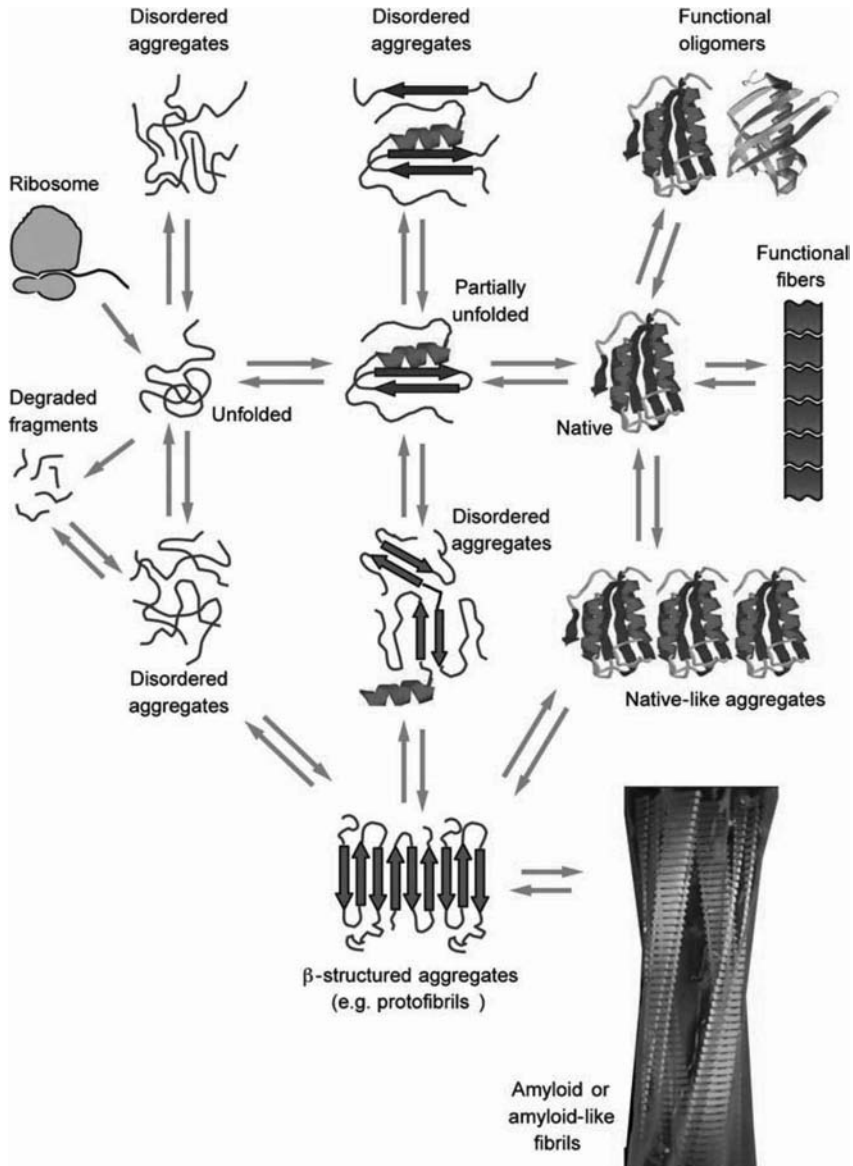 Disordered
aggregates
Disordered
aggregates
Functional
oligomers
Ribosome
Functional
fibers
Partially
unfolded
Degraded
fragments
Unfolded
Native
Disordered
aggregates
Disordered
aggregates
Native-like aggregates
β-structured aggregates
(e.g. protofibrils )
Amyloid or
amyloid-like
fibrils